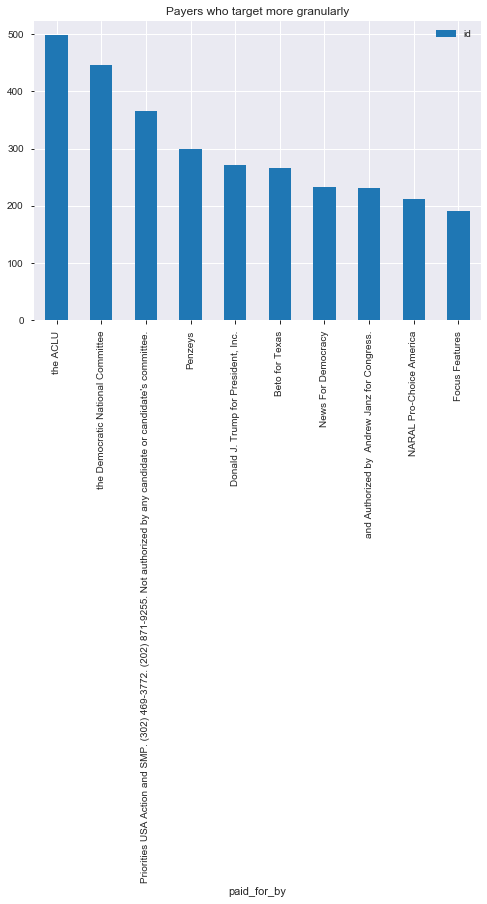 Payers who target more granularly
id
500
400
300
200
100
0
the ACLU
the Democratic National Committee
Priorities USA Action and SMP. (302) 469-3772. (202) 871-9255. Not authorized by any candidate or candidate's committee.
Penzeys
Donald J. Trump for President, Inc.
Beto for Texas
News For Democracy
and Authorized by  Andrew Janz for Congress.
NARAL Pro-Choice America
Focus Features
paid_for_by